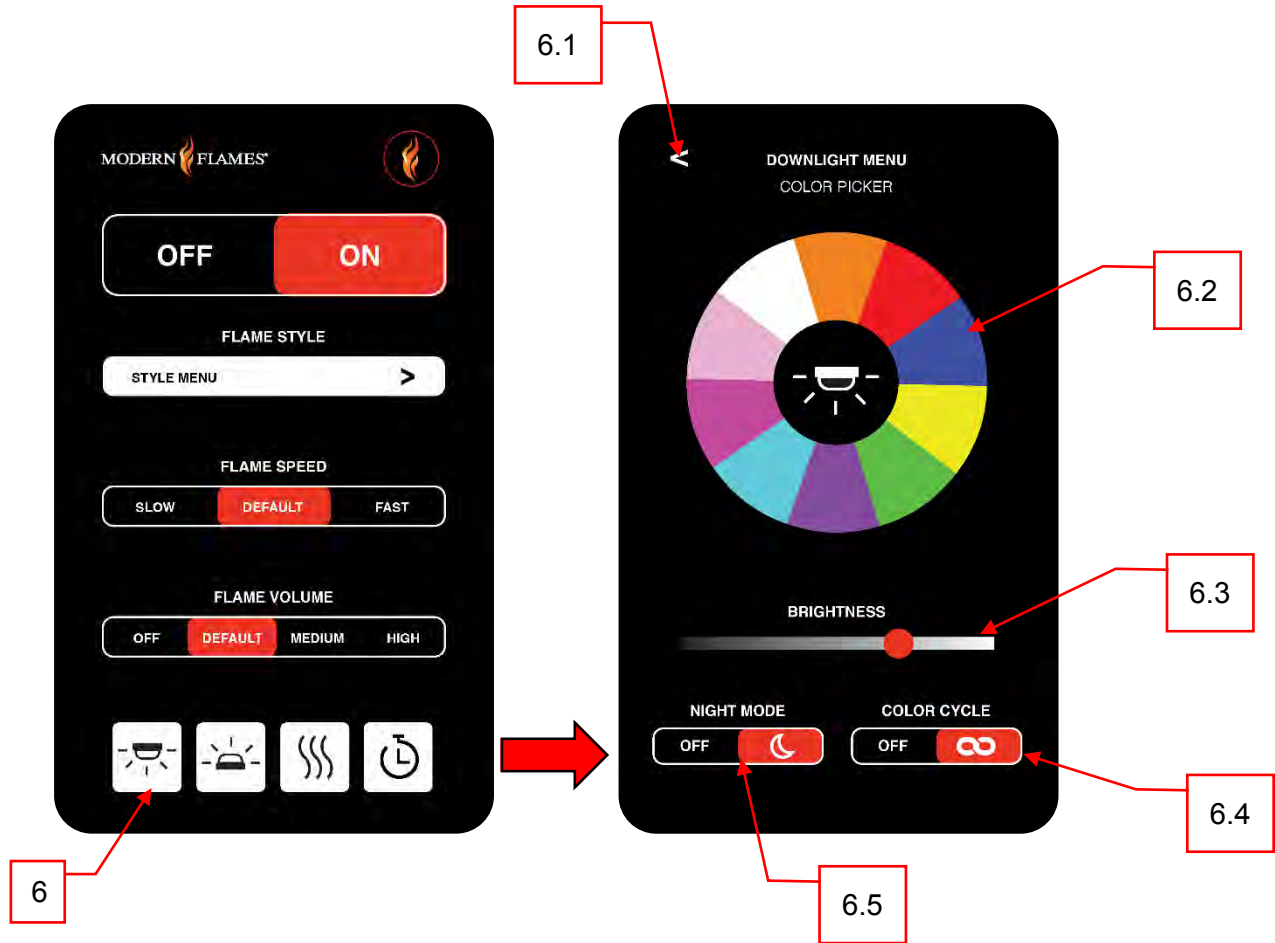 6.1
MODERN FLAMES®
OFF ON
FLAME STYLE
STYLE MENU >
FLAME SPEED
SLOW DEFAULT FAST
FLAME VOLUME
OFF DEFAULT MEDIUM HIGH
6
<
DOWNLIGHT MENU
COLOR PICKER
6.2
BRIGHTNESS
6.3
NIGHT MODE COLOR CYCLE
OFF OFF
6.4
6.5